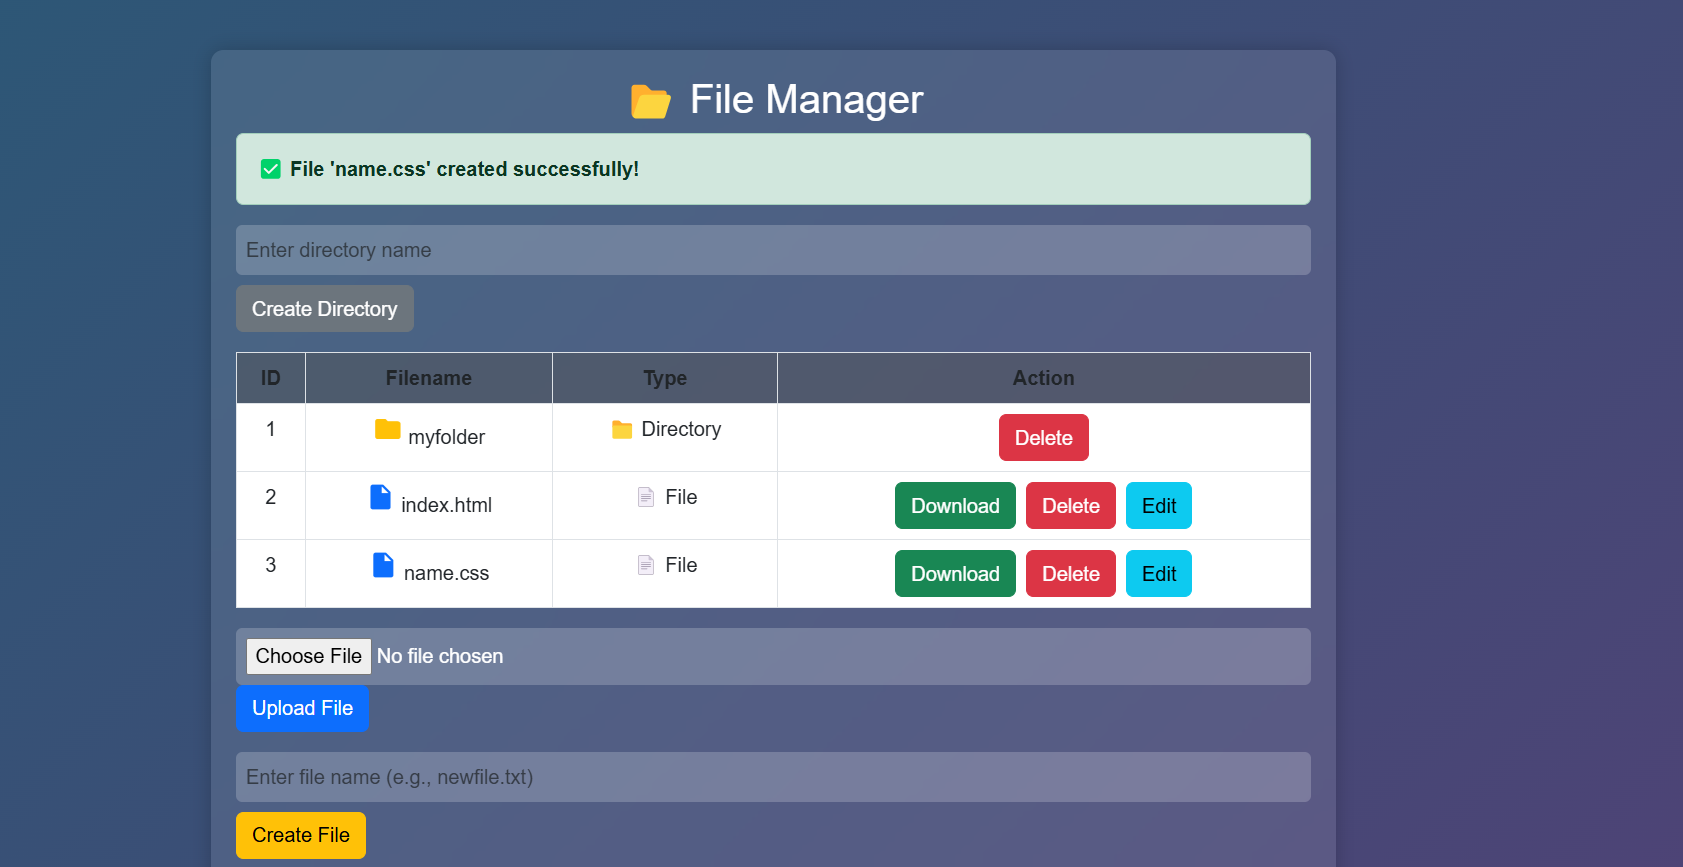 File Manager
File 'name.css' created successfully!
Enter directory name
Create Directory
ID Filename Type Action
1 myfolder Directory Delete
2 index.html File Download Delete Edit
3 name.css File Download Delete Edit
Choose File No file chosen
Upload File
Enter file name (e.g., newfile.txt)
Create File